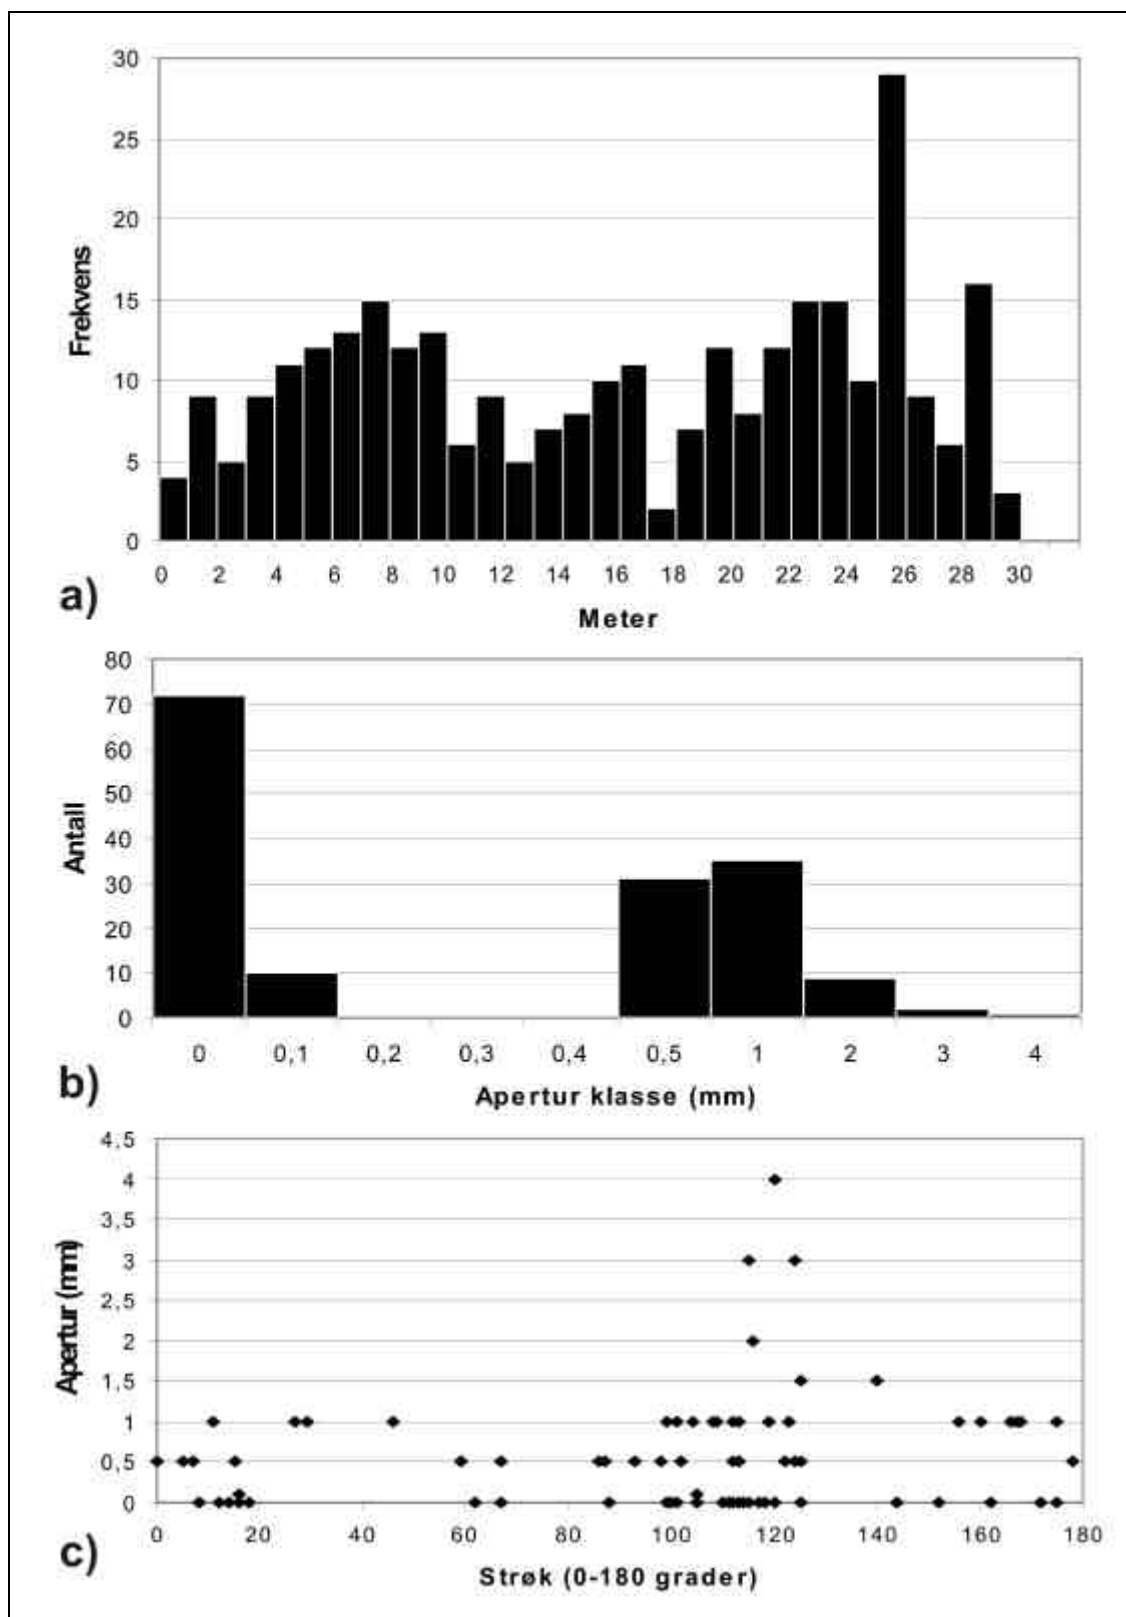 30
25
20
15
10
5
0
Frekvens
0 2 4 6 8 10 12 14 16 18 20 22 24 26 28 30
a)
Meter
80
70
60
50
40
30
20
10
0
Antall
0 0,1 0,2 0,3 0,4 0,5 1 2 3 4
b)
Apertur klasse (mm)
4,5
4
3,5
3
2,5
2
1,5
1
0,5
0
Apertur (mm)
0 20 40 60 80 100 120 140 160 180
c)
Strøk (0-180 grader)